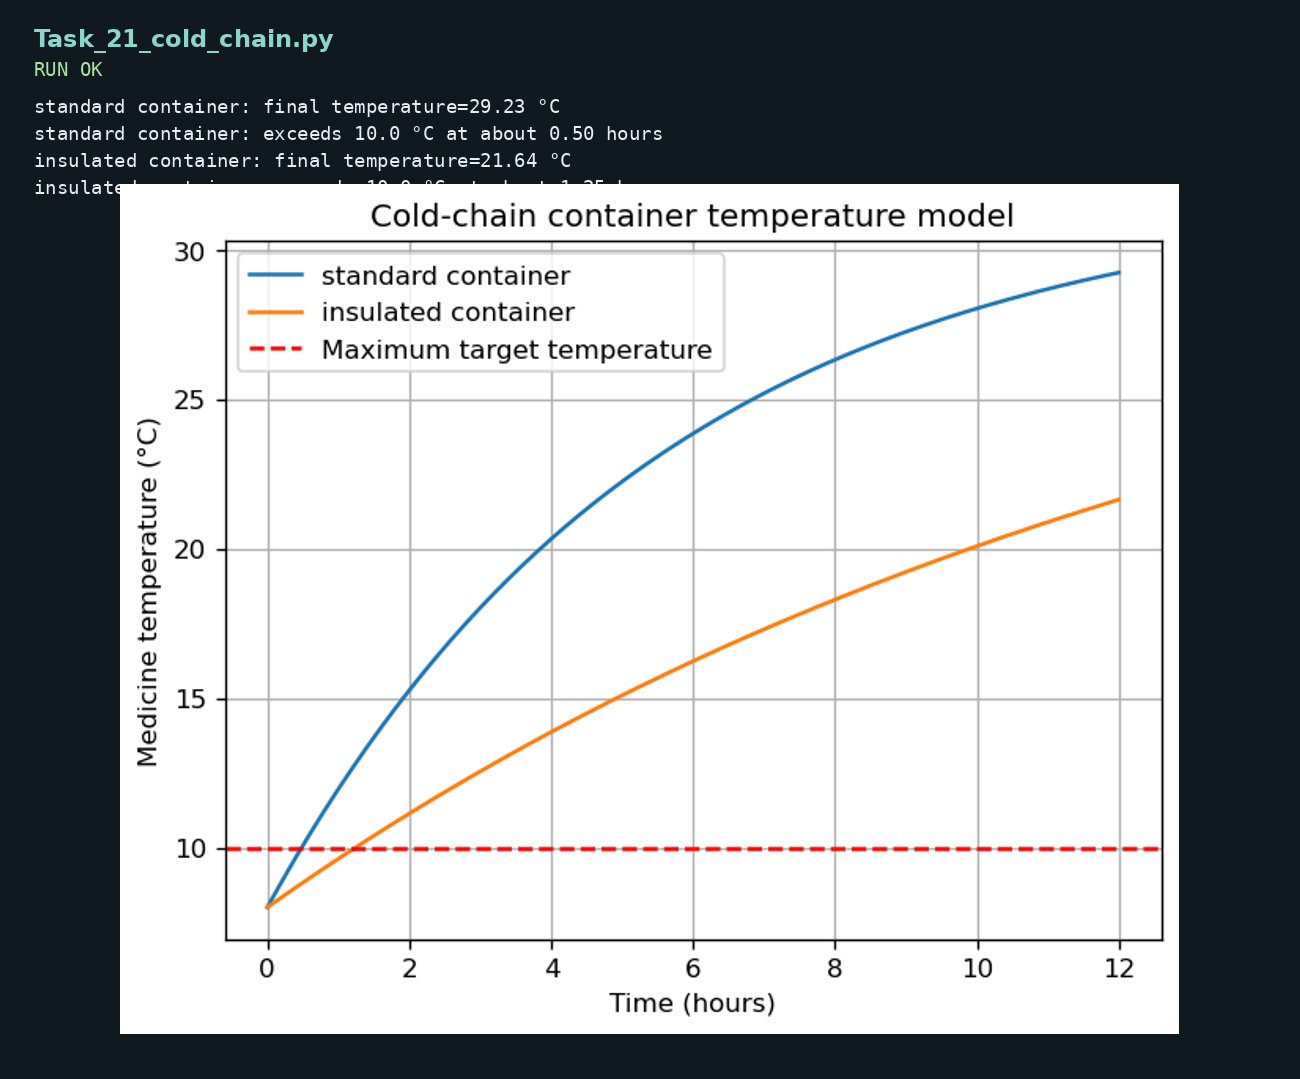 Task_21_cold_chain.py
RUN OK
standard container: final temperature=29.23 °C
standard container: exceeds 10.0 °C at about 0.50 hours
insulated container: final temperature=21.64 °C
Cold-chain container temperature model
30
25
20
15
10
Medicine temperature (°C)
standard container
insulated container
Maximum target temperature
0 2 4 6 8 10 12
Time (hours)